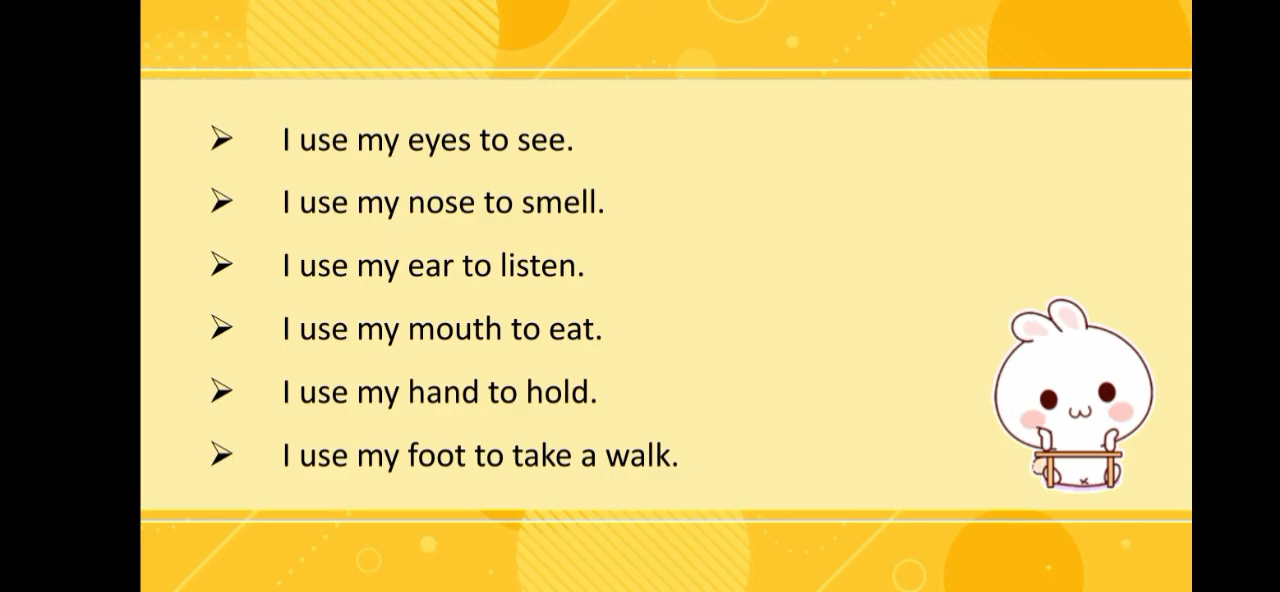 ➢ I use my eyes to see.
➢ I use my nose to smell.
➢ I use my ear to listen.
➢ I use my mouth to eat.
➢ I use my hand to hold.
➢ I use my foot to take a walk.